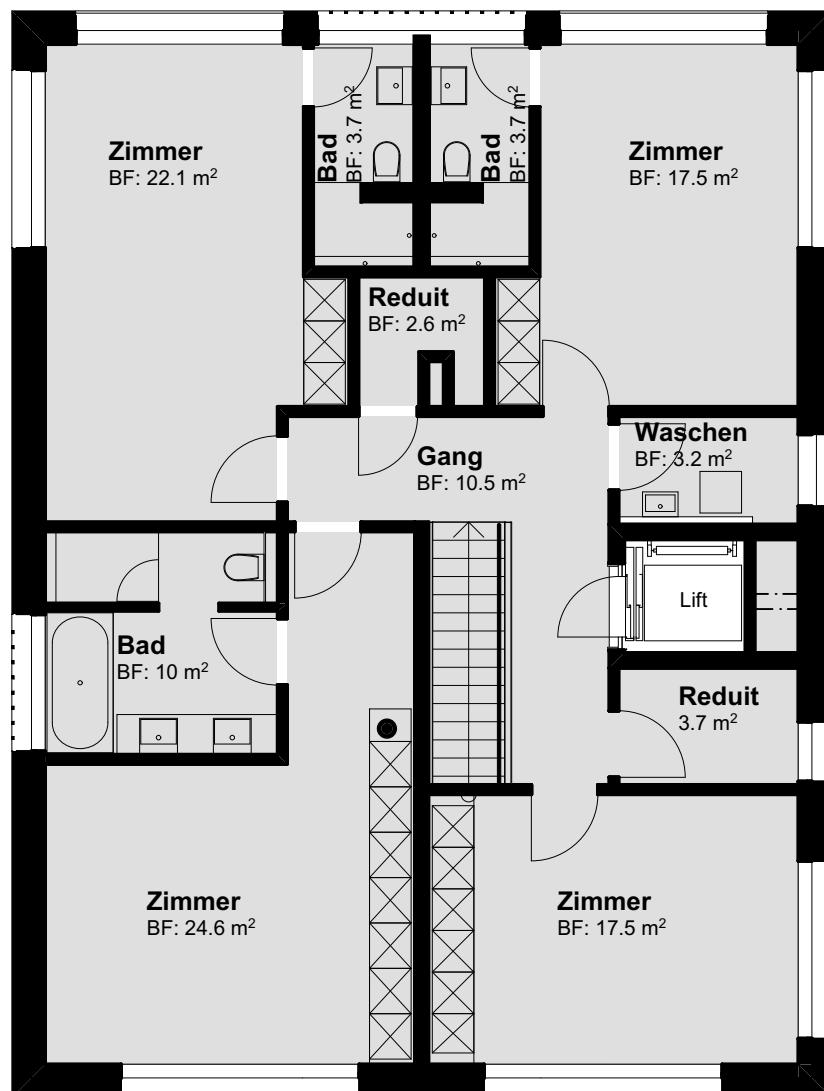 Zimmer
BF: 22.1 m²
Bad
BF: 3.7 m²
Bad
BF: 3.7 m²
Zimmer
BF: 17.5 m²
Reduit
BF: 2.6 m²
Gang
BF: 10.5 m²
Waschen
BF: 3.2 m²
Lift
Bad
BF: 10 m²
Reduit
3.7 m²
Zimmer
BF: 24.6 m²
Zimmer
BF: 17.5 m²